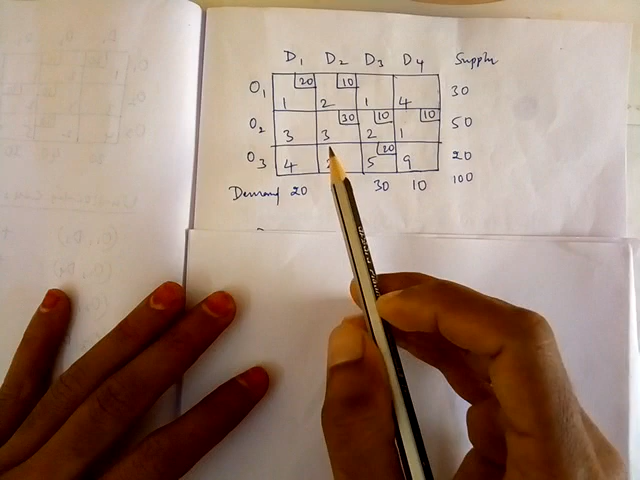 D1 D2 D3 D4 Supply
O1 1 20 2 10 1 4 30
O2 3 3 30 2 10 1 10 50
O3 4 5 20 9 20
Demand 20 30 10 100